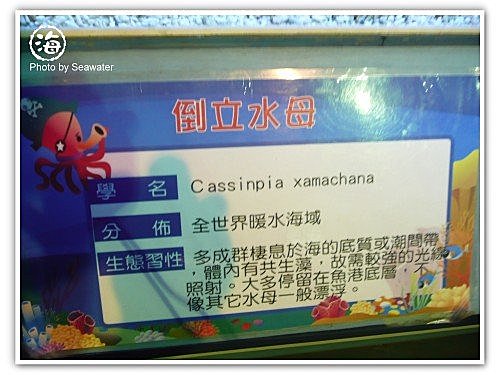 海
Photo by Seawater
倒立水母
學 名 Cassinpia xamachana
分 佈 全世界暖水海域
生態習性 多成群棲息於海的底質或潮間帶
，體內有共生藻，故需較強的光線
照射。大多停留在魚港底層，不
像其它水母一般漂浮。